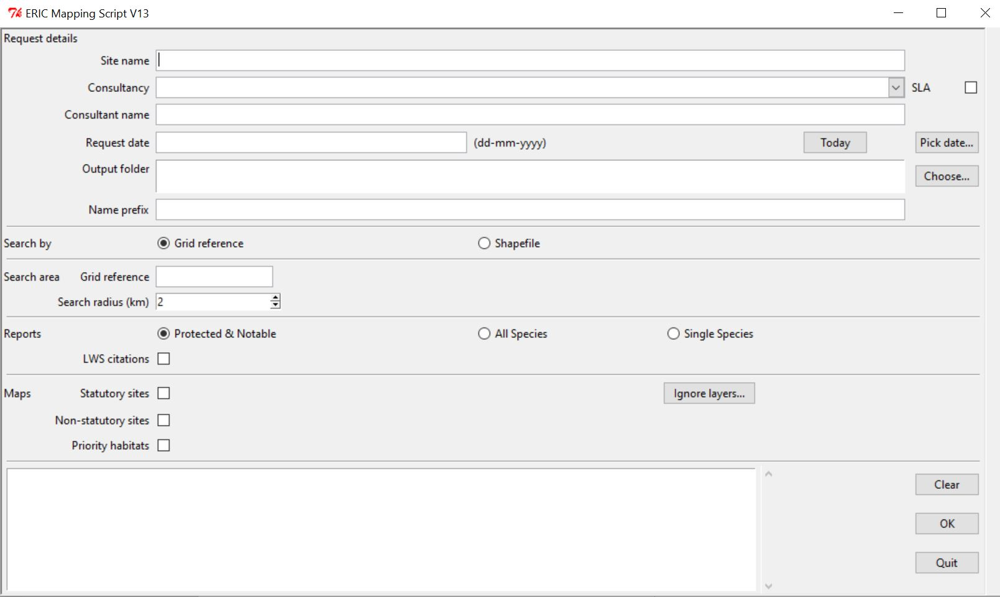 ERIC Mapping Script V13
Request details
Site name
Consultancy SLA
Consultant name
Request date (dd-mm-yyyy) Today Pick date...
Output folder Choose...
Name prefix
Search by Grid reference Shapefile
Search area Grid reference
Search radius (km) 2
Reports Protected & Notable All Species Single Species
LWS citations
Maps Statutory sites Ignore layers...
Non-statutory sites
Priority habitats
Clear
OK
Quit